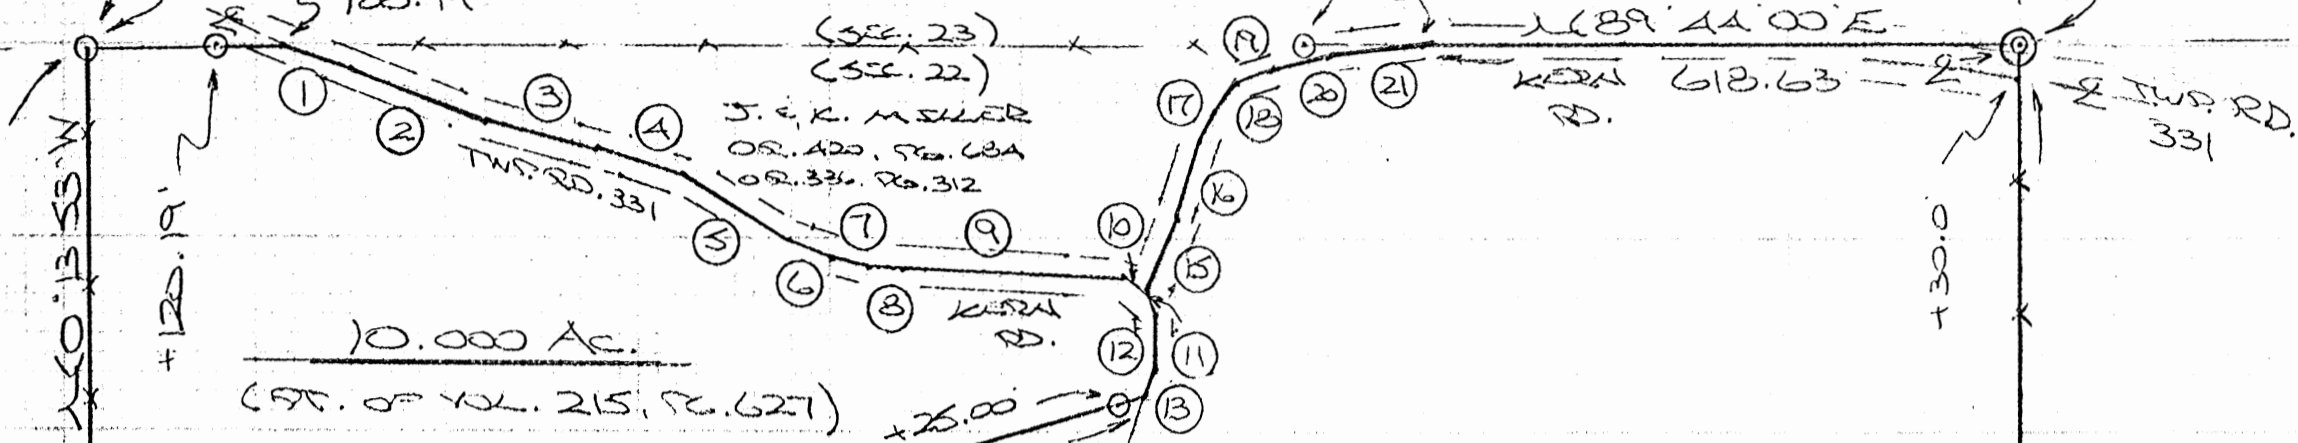 (SEC. 23)
(SEC. 22)
J. & K. MILLER
OR. 420, PG. 684
OR. 336. PG. 312
N 89° 44' 00" E
KERN
RD.
618.63
℄
℄ TWP. RD.
331
19
20
21
17
18
1
2
3
4
TWP. RD. 331
5
6
7
8
9
10
16
15
KERN
RD.
12
11
13
N 0° 13' 53" W
+30.0
10.000 Ac.
(PT. OF VOL. 215, PG. 627)
+25.00